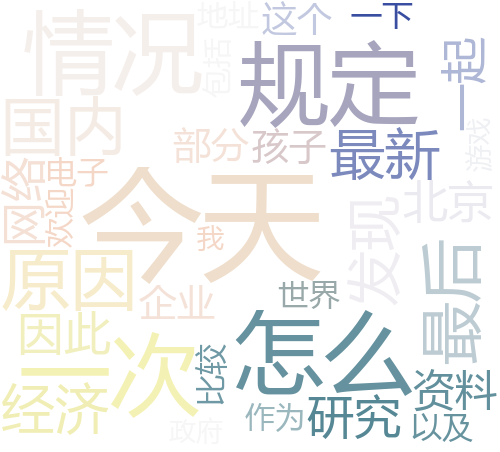 地址
这个
一下
情况
包括
规定
一起
国内
部分
孩子
最新
游戏
网络
电子
欢迎
今天
发现
北京
我
原因
最后
世界
企业
因此
一次
怎么
比较
资料
经济
作为
研究
以及
政府